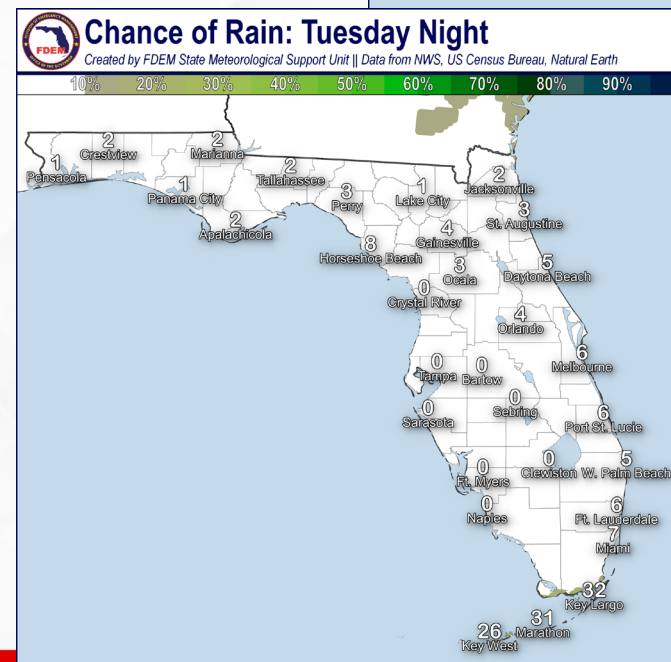 Chance of Rain: Tuesday Night
Created by FDEM State Meteorological Support Unit || Data from NWS, US Census Bureau, Natural Earth
FDEM
10% 20% 30% 40% 50% 60% 70% 80% 90%
2
Crestview
2
Marianna
1
Pensacola
1
Panama City
2
Tallahassee
2
Apalachicola
3
Perry
1
Lake City
2
Jacksonville
3
St. Augustine
4
Gainesville
8
Horseshoe Beach
3
Ocala
5
Daytona Beach
0
Crystal River
4
Orlando
6
Melbourne
0
Tampa
0
Bartow
0
Sebring
0
Sarasota
6
Port St. Lucie
0
Ft. Myers
0
Clewiston
5
W. Palm Beach
0
Naples
6
Ft. Lauderdale
7
Miami
32
Key Largo
31
Marathon
26
Key West